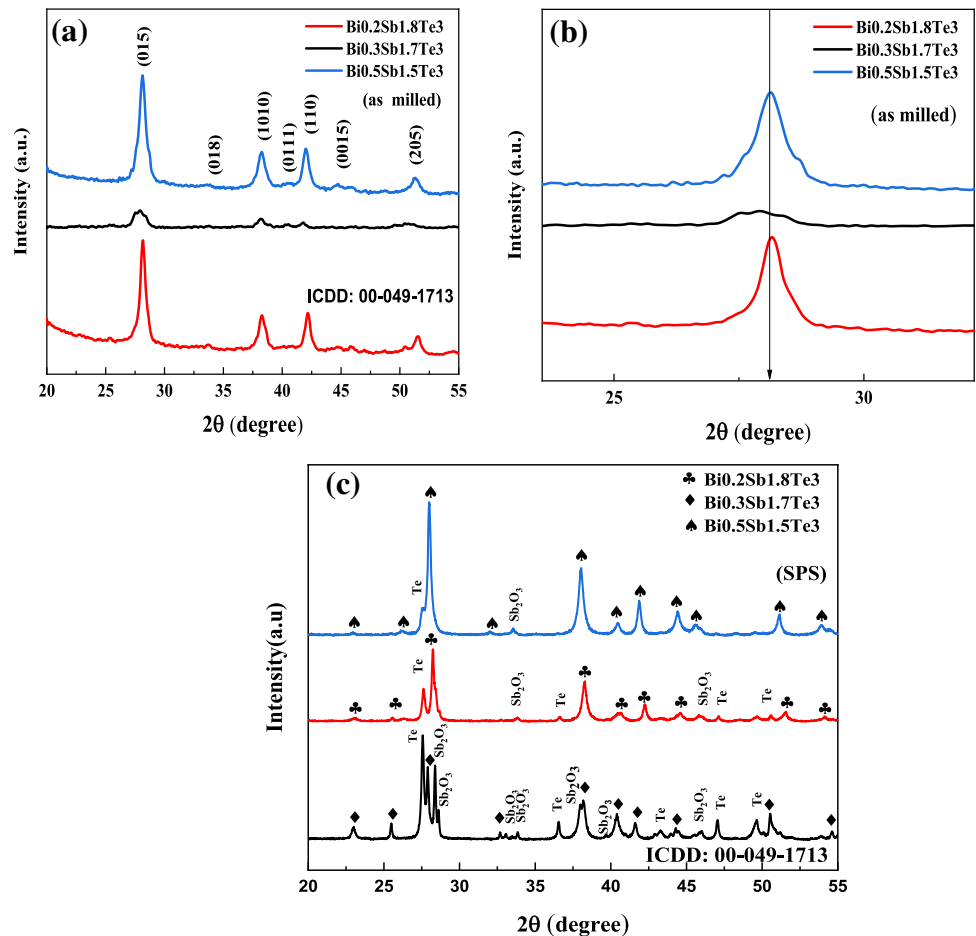 (a)
Bi0.2Sb1.8Te3
Bi0.3Sb1.7Te3
Bi0.5Sb1.5Te3
(as milled)
(015)
(018)
(1010)
(0111)
(110)
(0015)
(205)
ICDD: 00-049-1713
Intensity (a.u.)
20 25 30 35 40 45 50 55
2θ (degree)
(b)
Bi0.2Sb1.8Te3
Bi0.3Sb1.7Te3
Bi0.5Sb1.5Te3
(as milled)
Intensity (a.u.)
25 30
2θ (degree)
(c)
♣ Bi0.2Sb1.8Te3
♦ Bi0.3Sb1.7Te3
♠ Bi0.5Sb1.5Te3
(SPS)
Te
Sb₂O₃
Te
Sb₂O₃
Te
Sb₂O₃
Te
Te
Te
Sb₂O₃
Sb₂O₃
Sb₂O₃
Sb₂O₃
Te
Sb₂O₃
Sb₂O₃
Te
Sb₂O₃
Te
Te
ICDD: 00-049-1713
Intensity(a.u)
20 25 30 35 40 45 50 55
2θ (degree)